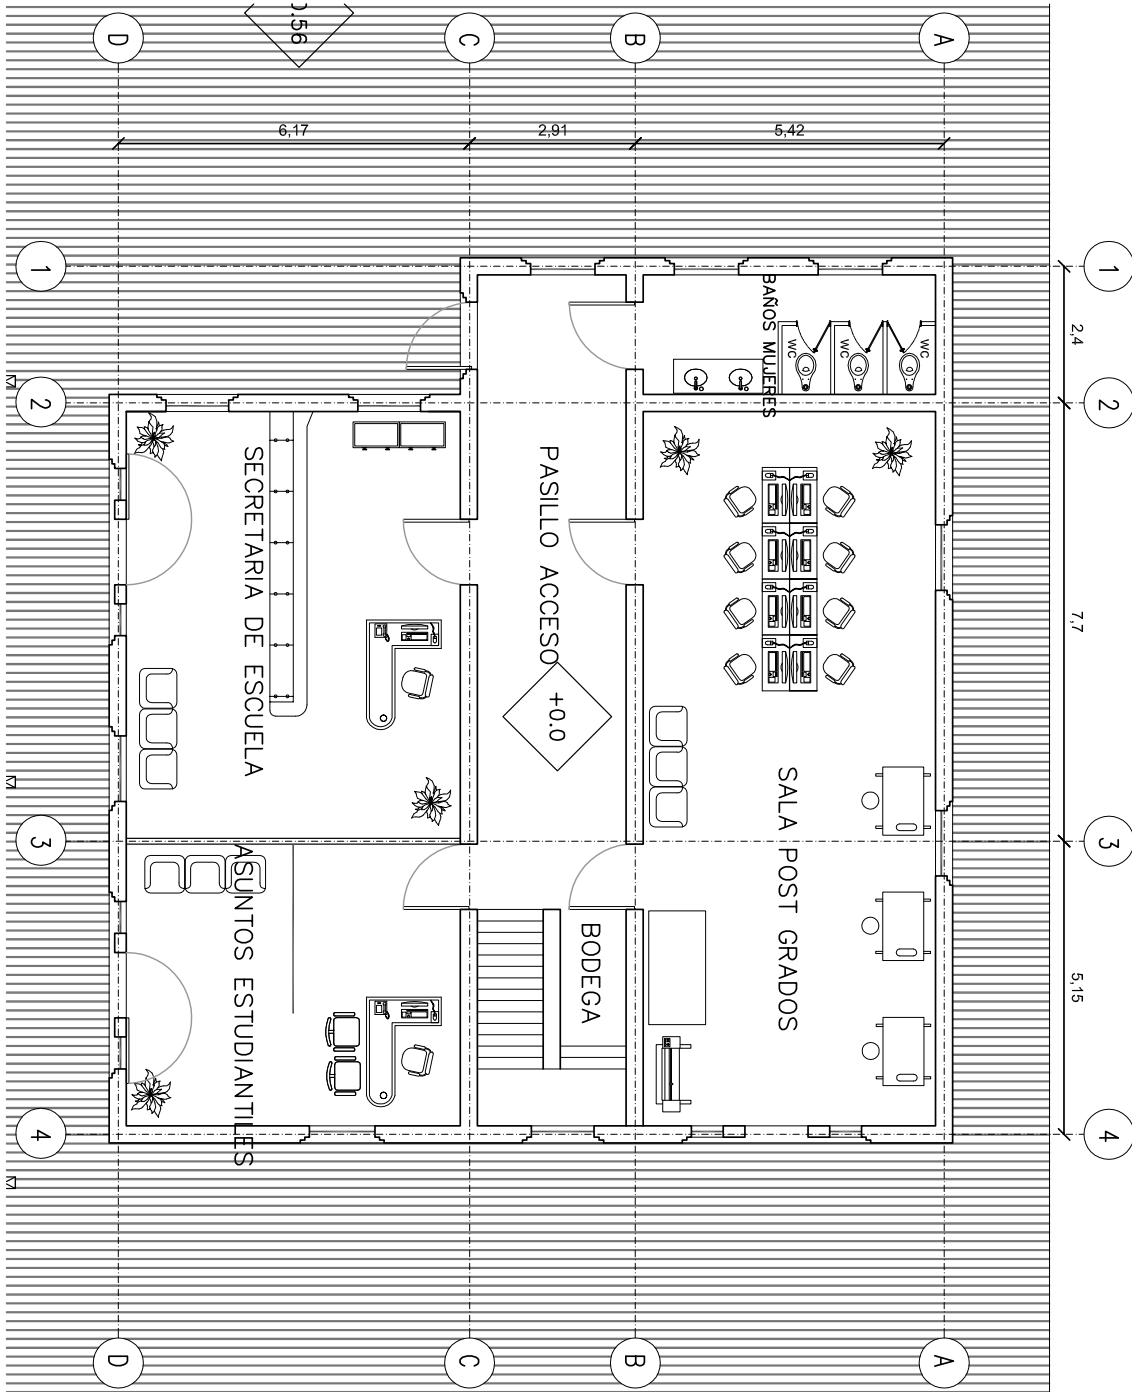 0.56
D
C
B
A
6,17
2,91
5,42
1
1
2,4
2
2
BAÑOS MUJERES
WC
WC
WC
SECRETARIA DE ESCUELA
PASILLO ACCESO
+0.0
7,7
SALA POST GRADOS
3
3
ASUNTOS ESTUDIANTILES
BODEGA
5,15
4
4
D
C
B
A